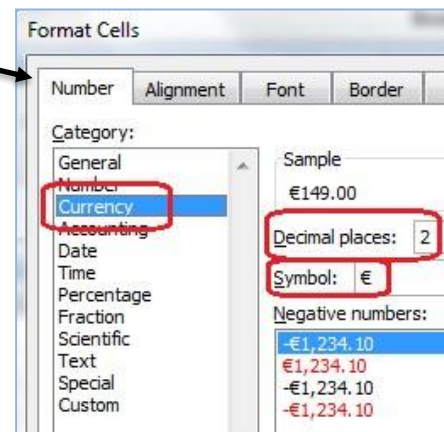 Format Cells
Number Alignment Font Border
Category:
General
Number
Currency
Accounting
Date
Time
Percentage
Fraction
Scientific
Text
Special
Custom
Sample
€149.00
Decimal places: 2
Symbol: €
Negative numbers:
-€1,234.10
€1,234.10
-€1,234.10
-€1,234.10